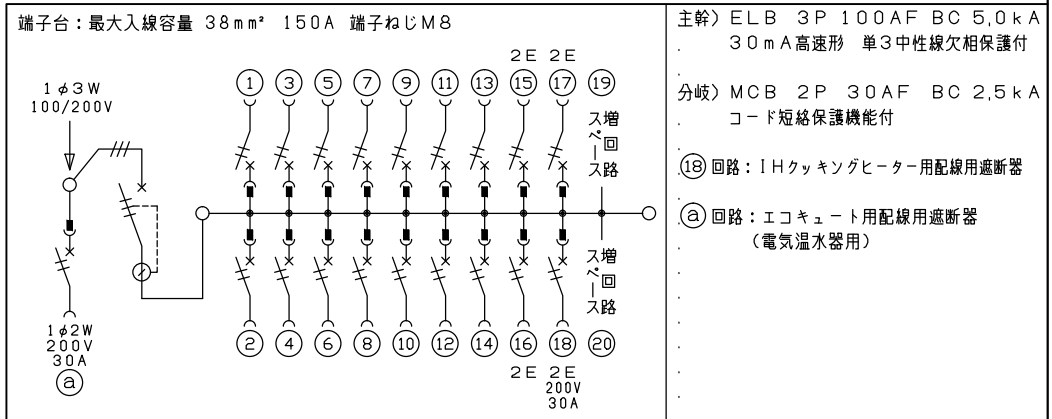 端子台：最大入線容量 38mm² 150A 端子ねじM8
1φ3W
100/200V
2E 2E
① ③ ⑤ ⑦ ⑨ ⑪ ⑬ ⑮ ⑰ ⑲
増回路
スペース
増回路
スペース
② ④ ⑥ ⑧ ⑩ ⑫ ⑭ ⑯ ⑱ ⑳
2E 2E
200V
30A
1φ2W
200V
30A
ⓐ
主幹）ELB 3P 100AF BC 5,0kA
30mA高速形 単3中性線欠相保護付
分岐）MCB 2P 30AF BC 2,5kA
コード短絡保護機能付
⑱回路：IHクッキングヒーター用配線用遮断器
ⓐ回路：エコキュート用配線用遮断器
（電気温水器用）